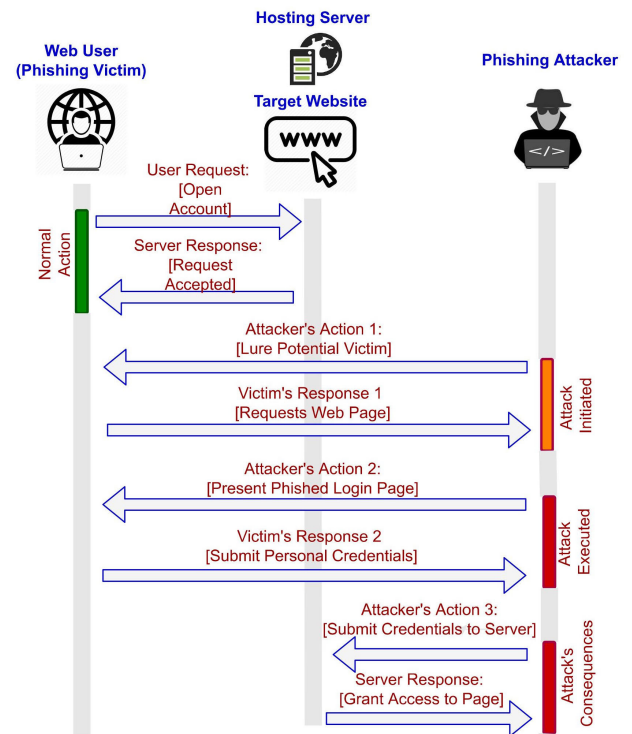 Hosting Server
Web User
(Phishing Victim)
Phishing Attacker
Target Website
www
</>
User Request:
[Open
Account]
Server Response:
[Request
Accepted]
Normal
Action
Attacker's Action 1:
[Lure Potential Victim]
Victim's Response 1
[Requests Web Page]
Attack
Initiated
Attacker's Action 2:
[Present Phished Login Page]
Victim's Response 2
[Submit Personal Credentials]
Attack
Executed
Attacker's Action 3:
[Submit Credentials to Server]
Server Response:
[Grant Access to Page]
Attack's
Consequences